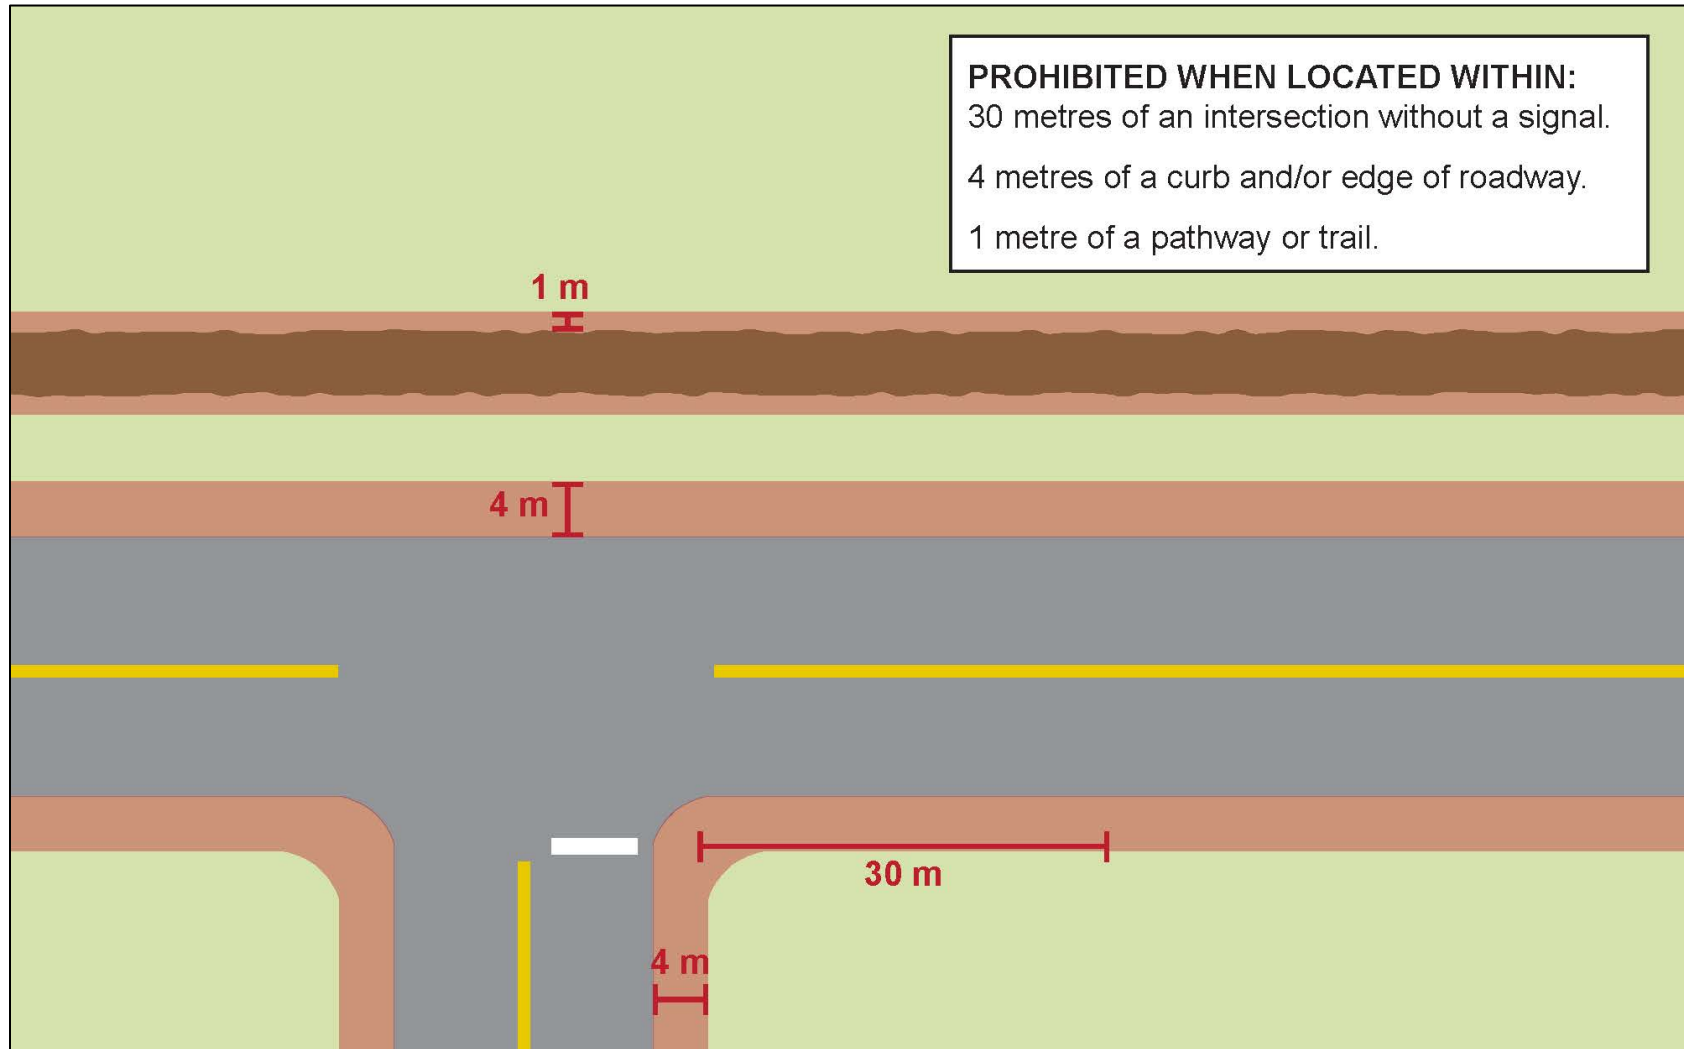 PROHIBITED WHEN LOCATED WITHIN:
30 metres of an intersection without a signal.
4 metres of a curb and/or edge of roadway.
1 metre of a pathway or trail.
1 m
4 m
30 m
4 m